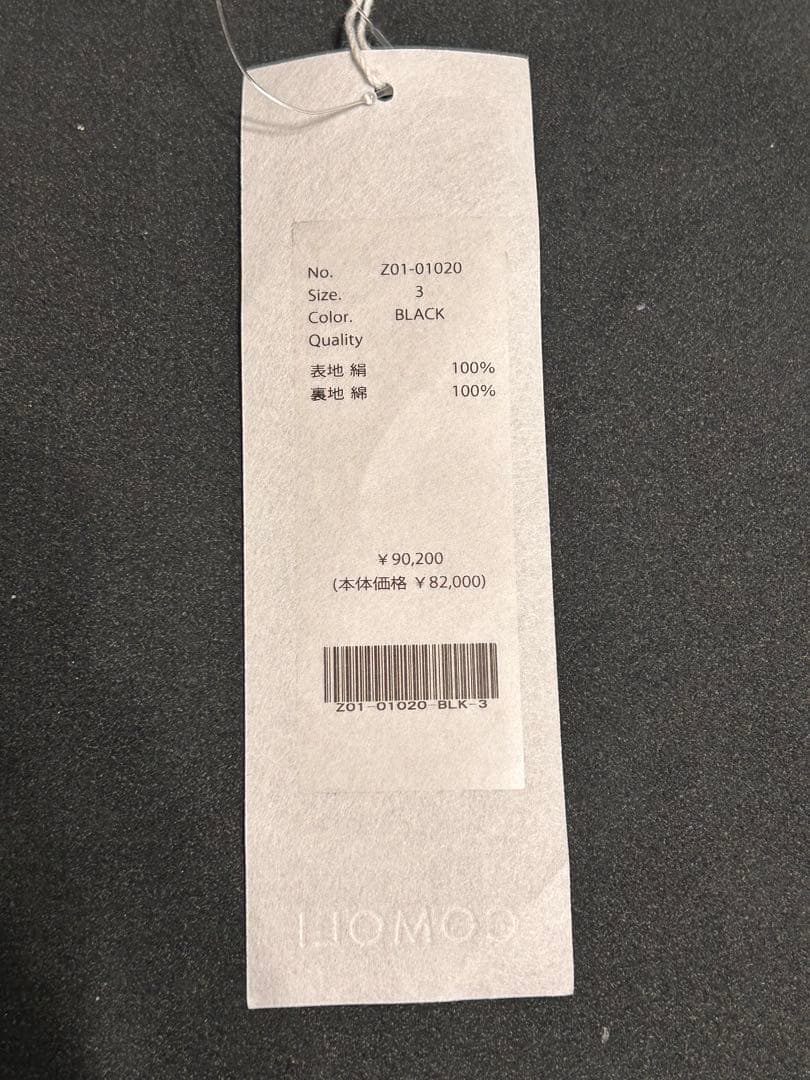 No. Z01-01020
Size. 3
Color. BLACK
Quality
表地 絹 100%
裏地 綿 100%
￥90,200
(本体価格 ￥82,000)
Z01-01020-BLK-3
COMOLI